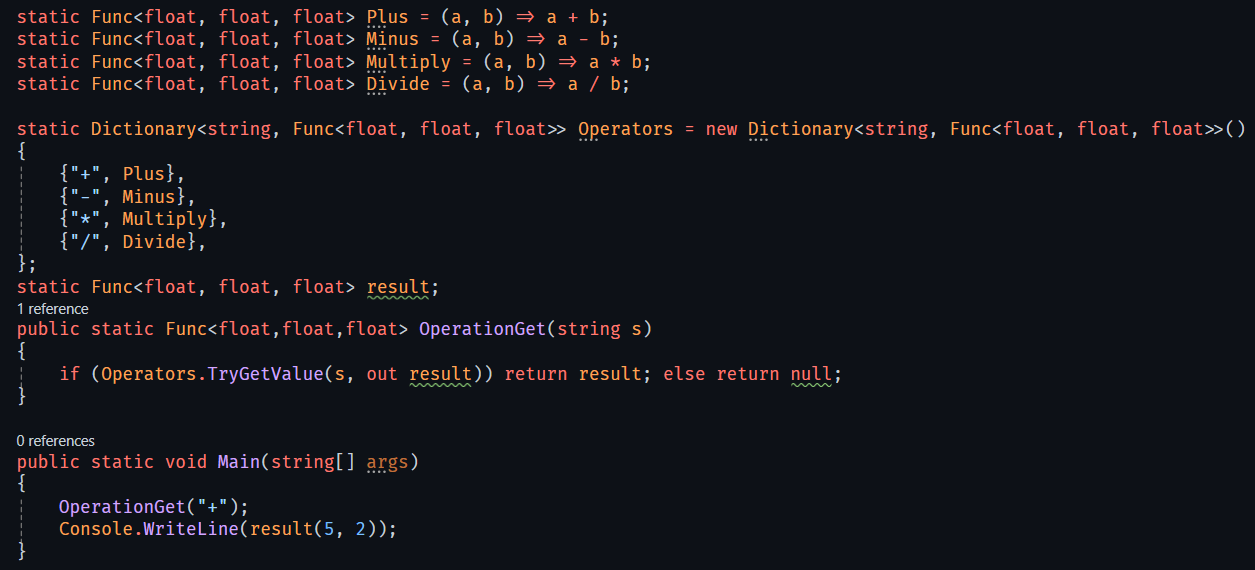 static Func<float, float, float> Plus = (a, b) => a + b;
static Func<float, float, float> Minus = (a, b) => a - b;
static Func<float, float, float> Multiply = (a, b) => a * b;
static Func<float, float, float> Divide = (a, b) => a / b;
static Dictionary<string, Func<float, float, float>> Operators = new Dictionary<string, Func<float, float, float>>()
{
    {"+", Plus},
    {"-", Minus},
    {"*", Multiply},
    {"/", Divide},
};
static Func<float, float, float> result;
1 reference
public static Func<float,float,float> OperationGet(string s)
{
    if (Operators.TryGetValue(s, out result)) return result; else return null;
}
0 references
public static void Main(string[] args)
{
    OperationGet("+");
    Console.WriteLine(result(5, 2));
}